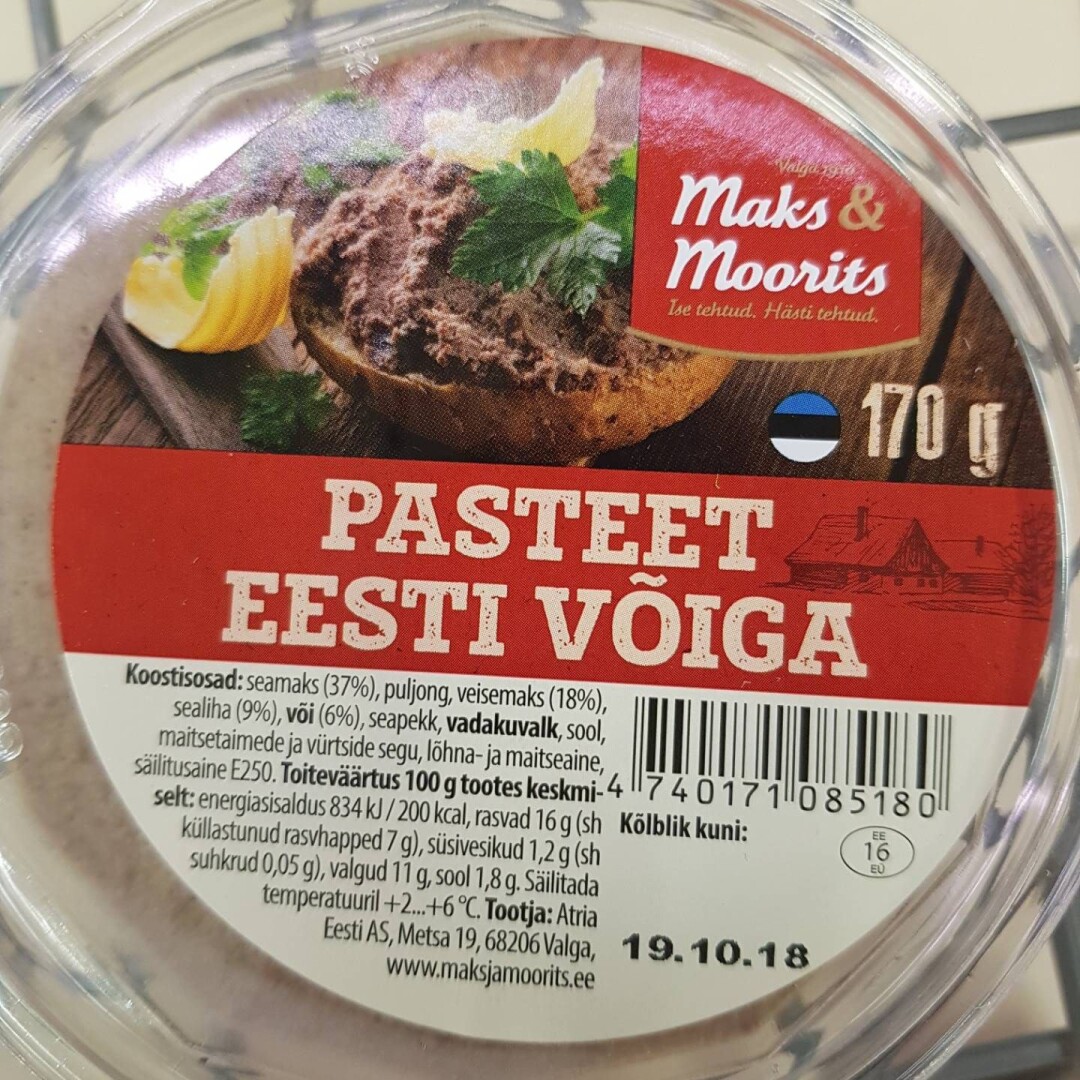 Valga 1910
Maks &
Moorits
Ise tehtud. Hästi tehtud.
170 g
PASTEET
EESTI VÕIGA
Koostisosad: seamaks (37%), puljong, veisemaks (18%),
sealiha (9%), või (6%), seapekk, vadakuvalk, sool,
maitsetaimede ja vürtside segu, lõhna- ja maitseaine,
säilitusaine E250. Toiteväärtus 100 g tootes keskmi-
selt: energiasisaldus 834 kJ / 200 kcal, rasvad 16 g (sh
küllastunud rasvhapped 7 g), süsivesikud 1,2 g (sh
suhkrud 0,05 g), valgud 11 g, sool 1,8 g. Säilitada
temperatuuril +2...+6 °C. Tootja: Atria
Eesti AS, Metsa 19, 68206 Valga,
www.maksjamoorits.ee
4 740171 085180
Kõlblik kuni:
EE
16
EÜ
19.10.18